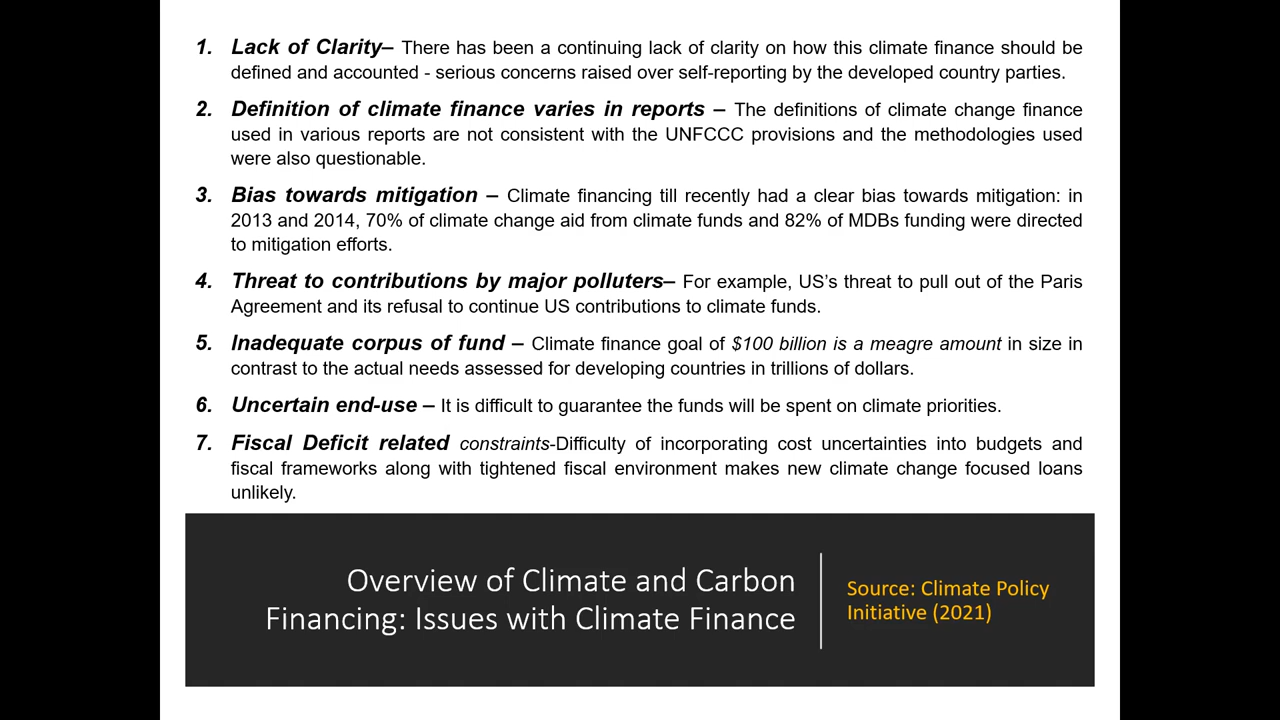 1. Lack of Clarity– There has been a continuing lack of clarity on how this climate finance should be
defined and accounted - serious concerns raised over self-reporting by the developed country parties.
2. Definition of climate finance varies in reports – The definitions of climate change finance
used in various reports are not consistent with the UNFCCC provisions and the methodologies used
were also questionable.
3. Bias towards mitigation – Climate financing till recently had a clear bias towards mitigation: in
2013 and 2014, 70% of climate change aid from climate funds and 82% of MDBs funding were directed
to mitigation efforts.
4. Threat to contributions by major polluters– For example, US’s threat to pull out of the Paris
Agreement and its refusal to continue US contributions to climate funds.
5. Inadequate corpus of fund – Climate finance goal of $100 billion is a meagre amount in size in
contrast to the actual needs assessed for developing countries in trillions of dollars.
6. Uncertain end-use – It is difficult to guarantee the funds will be spent on climate priorities.
7. Fiscal Deficit related constraints-Difficulty of incorporating cost uncertainties into budgets and
fiscal frameworks along with tightened fiscal environment makes new climate change focused loans
unlikely.
Overview of Climate and Carbon
Financing: Issues with Climate Finance
Source: Climate Policy
Initiative (2021)